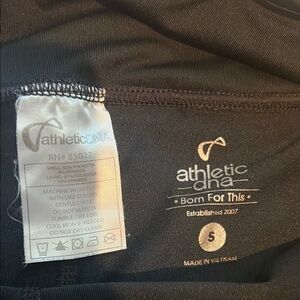 athleticDNA
RN# 85027
MACHINE WASH COLD
WITH LIKE COLORS
GENTLE CYCLE
DO NOT BLEACH
TUMBLE DRY LOW
COOL IRON IF NEEDED
DO NOT DRY CLEAN
athletic
dna
• Born For This •
Established 2007
S
MADE IN VIETNAM